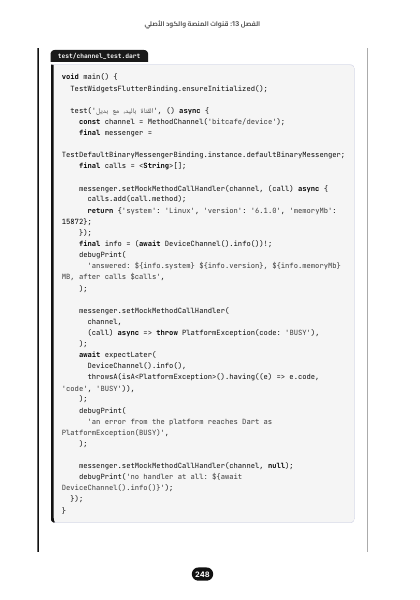 الفصل 13: قنوات المنصة والكود الأصلي
test/channel_test.dart
void main() {
TestWidgetsFlutterBinding.ensureInitialized();
test('القناة بالبت مع بديل', () async {
const channel = MethodChannel('bitcafe/device');
final messenger =
TestDefaultBinaryMessengerBinding.instance.defaultBinaryMessenger;
final calls = <String>[];
messenger.setMockMethodCallHandler(channel, (call) async {
calls.add(call.method);
return {'system': 'Linux', 'version': '6.1.0', 'memoryMb':
15872};
});
final info = (await DeviceChannel().info())!;
debugPrint(
'answered: ${info.system} ${info.version}, ${info.memoryMb}
MB, after calls $calls',
);
messenger.setMockMethodCallHandler(
channel,
(call) async => throw PlatformException(code: 'BUSY'),
);
await expectLater(
DeviceChannel().info(),
throwsA(isA<PlatformException>().having((e) => e.code,
'code', 'BUSY')),
);
debugPrint(
'an error from the platform reaches Dart as
PlatformException(BUSY)',
);
messenger.setMockMethodCallHandler(channel, null);
debugPrint('no handler at all: ${await
DeviceChannel().info()}');
});
}
248